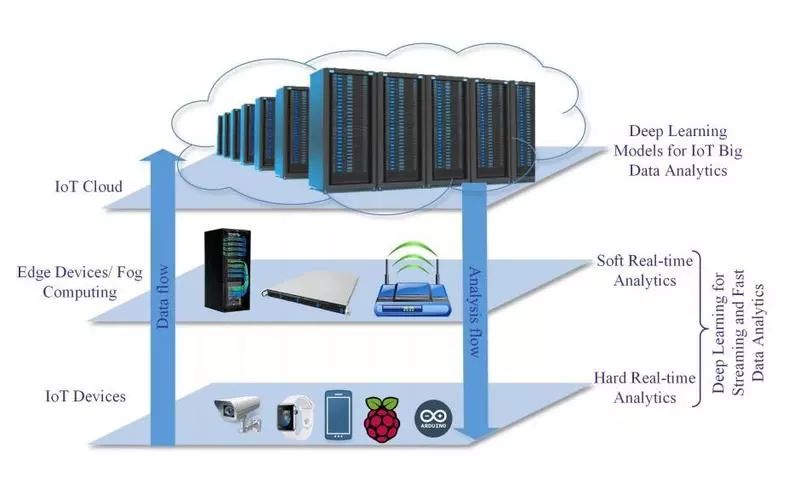 Deep Learning
Models for IoT Big
Data Analytics
IoT Cloud
Edge Devices/ Fog
Computing
Soft Real-time
Analytics
Data flow
Analysis flow
Deep Learning for
Streaming and Fast
Data Analytics
IoT Devices
Hard Real-time
Analytics
ARDUINO